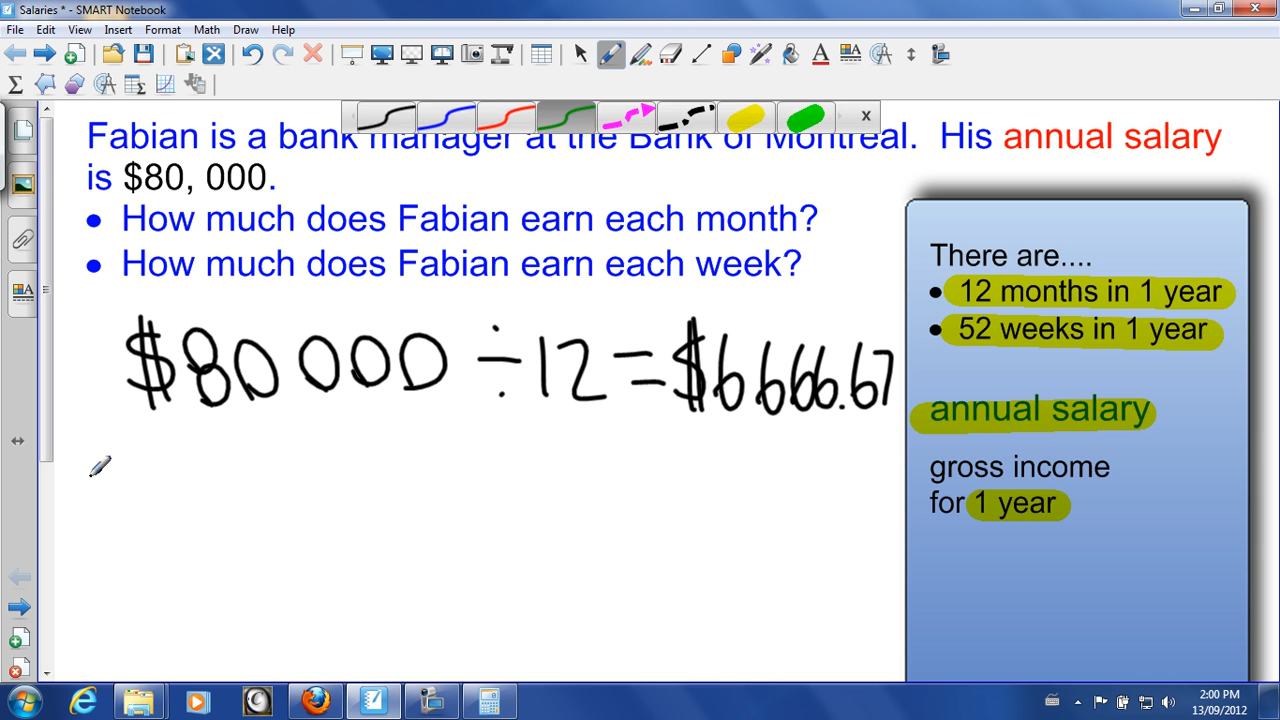 Salaries * - SMART Notebook
File Edit View Insert Format Math Draw Help
Fabian is a bank manager at the Bank of Montreal. His annual salary
is $80, 000.
• How much does Fabian earn each month?
• How much does Fabian earn each week?
$80 000 ÷ 12 = $6666.67
There are....
• 12 months in 1 year
• 52 weeks in 1 year
annual salary
gross income
for 1 year
2:00 PM
13/09/2012